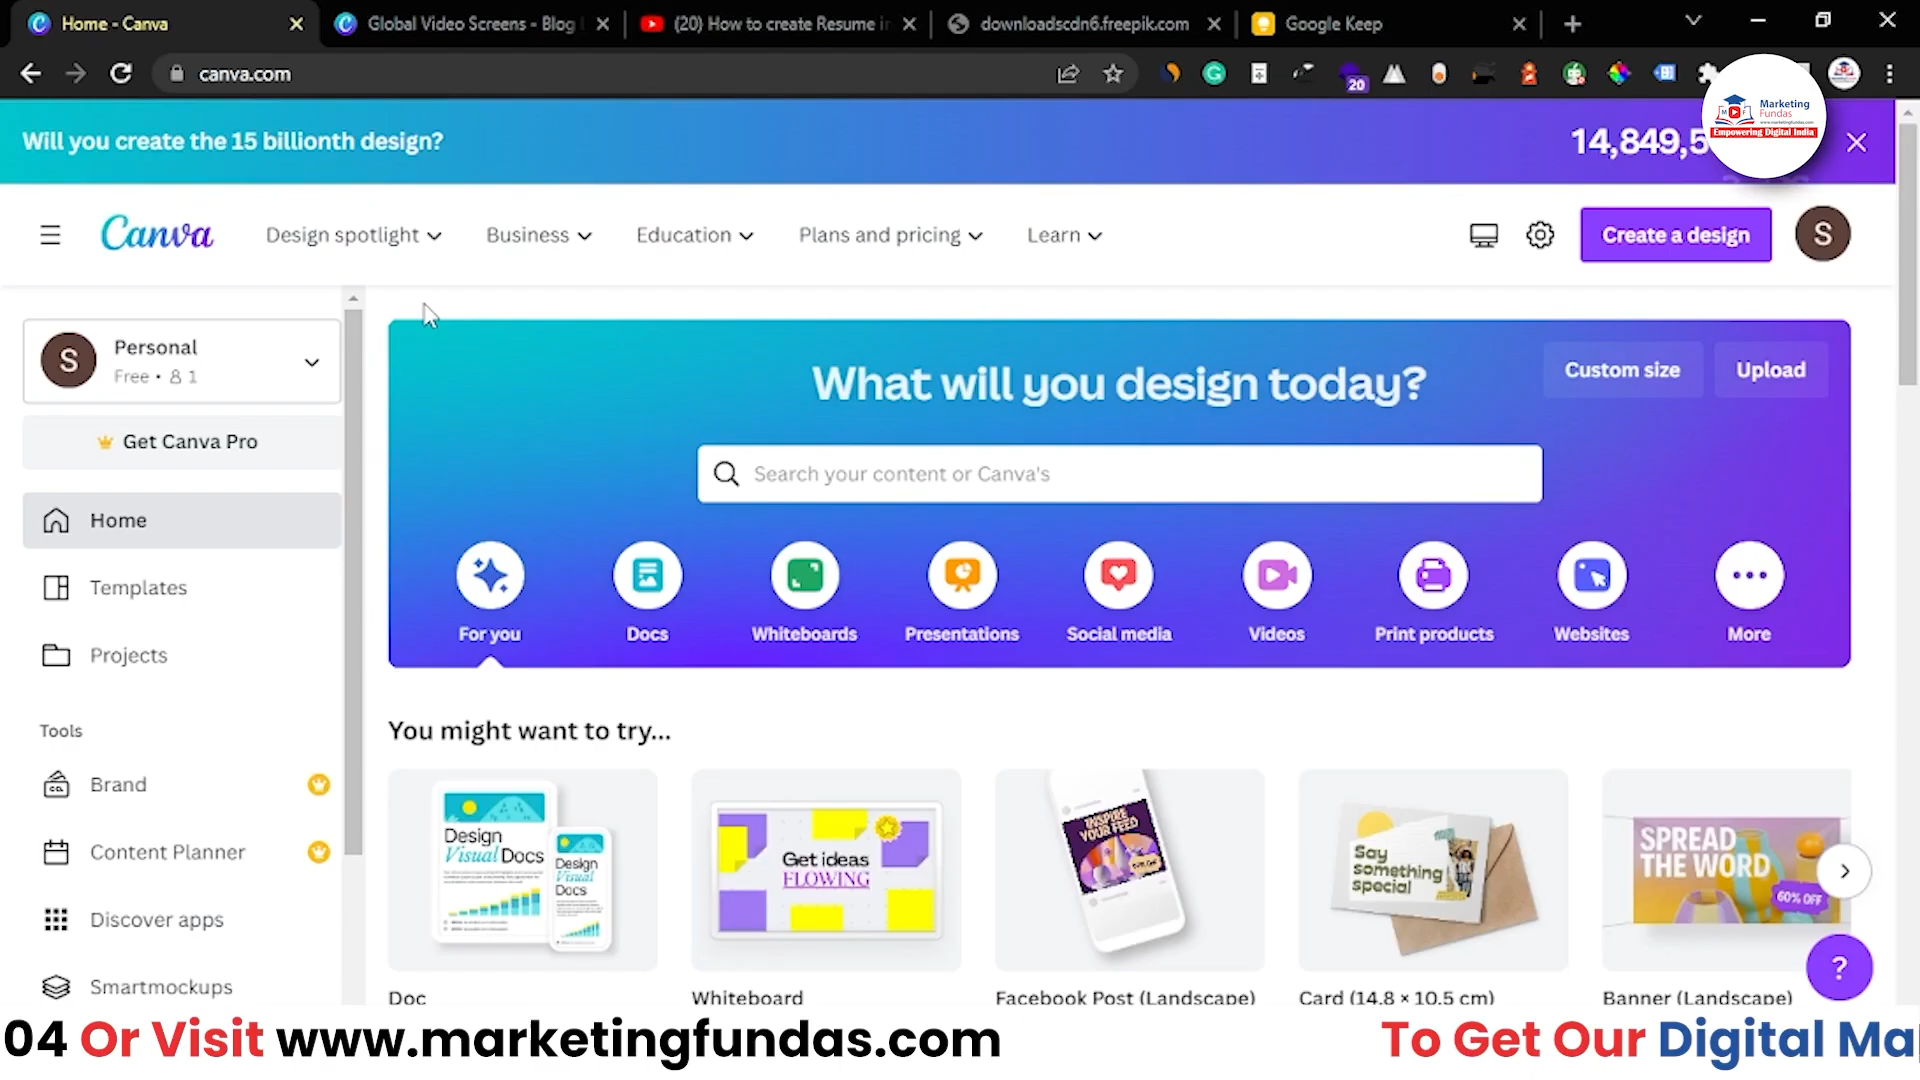 Home - Canva
Global Video Screens - Blog
(20) How to create Resume in
downloadscdn6.freepik.com
Google Keep
canva.com
20
Will you create the 15 billionth design?
14,849,5
Marketing
Fundas
www.marketingfundas.com
Empowering Digital India
Canva
Design spotlight
Business
Education
Plans and pricing
Learn
Create a design
S
S
Personal
Free • 1
Get Canva Pro
Home
Templates
Projects
Tools
Brand
Content Planner
Discover apps
Smartmockups
What will you design today?
Custom size
Upload
Search your content or Canva's
For you
Docs
Whiteboards
Presentations
Social media
Videos
Print products
Websites
More
You might want to try...
Design
Visual Docs
Design
Visual
Docs
Get ideas
FLOWING
INSPIRE
YOUR FEED
Say
something
special
SPREAD
THE WORD
60% OFF
?
Doc
Whiteboard
Facebook Post (Landscape)
Card (14.8 × 10.5 cm)
Banner (Landscape)
04 Or Visit www.marketingfundas.com
To Get Our Digital Ma